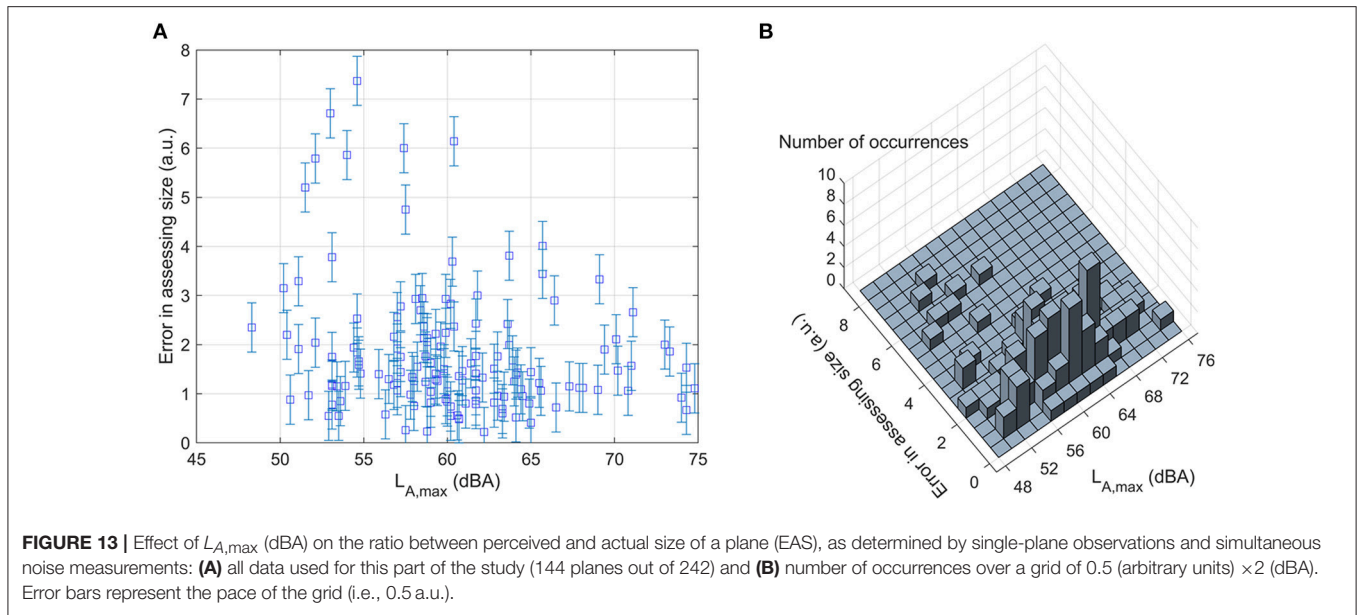 A
8
7
6
5
4
3
2
1
0
Error in assessing size (a.u.)
45 50 55 60 65 70 75
L_A,max (dBA)
B
Number of occurrences
10
8
6
4
2
0
8
6
4
2
0
Error in assessing size (a.u.)
48 52 56 60 64 68 72 76
L_A,max (dBA)
FIGURE 13 | Effect of L_A,max (dBA) on the ratio between perceived and actual size of a plane (EAS), as determined by single-plane observations and simultaneous
noise measurements: (A) all data used for this part of the study (144 planes out of 242) and (B) number of occurrences over a grid of 0.5 (arbitrary units) ×2 (dBA).
Error bars represent the pace of the grid (i.e., 0.5 a.u.).